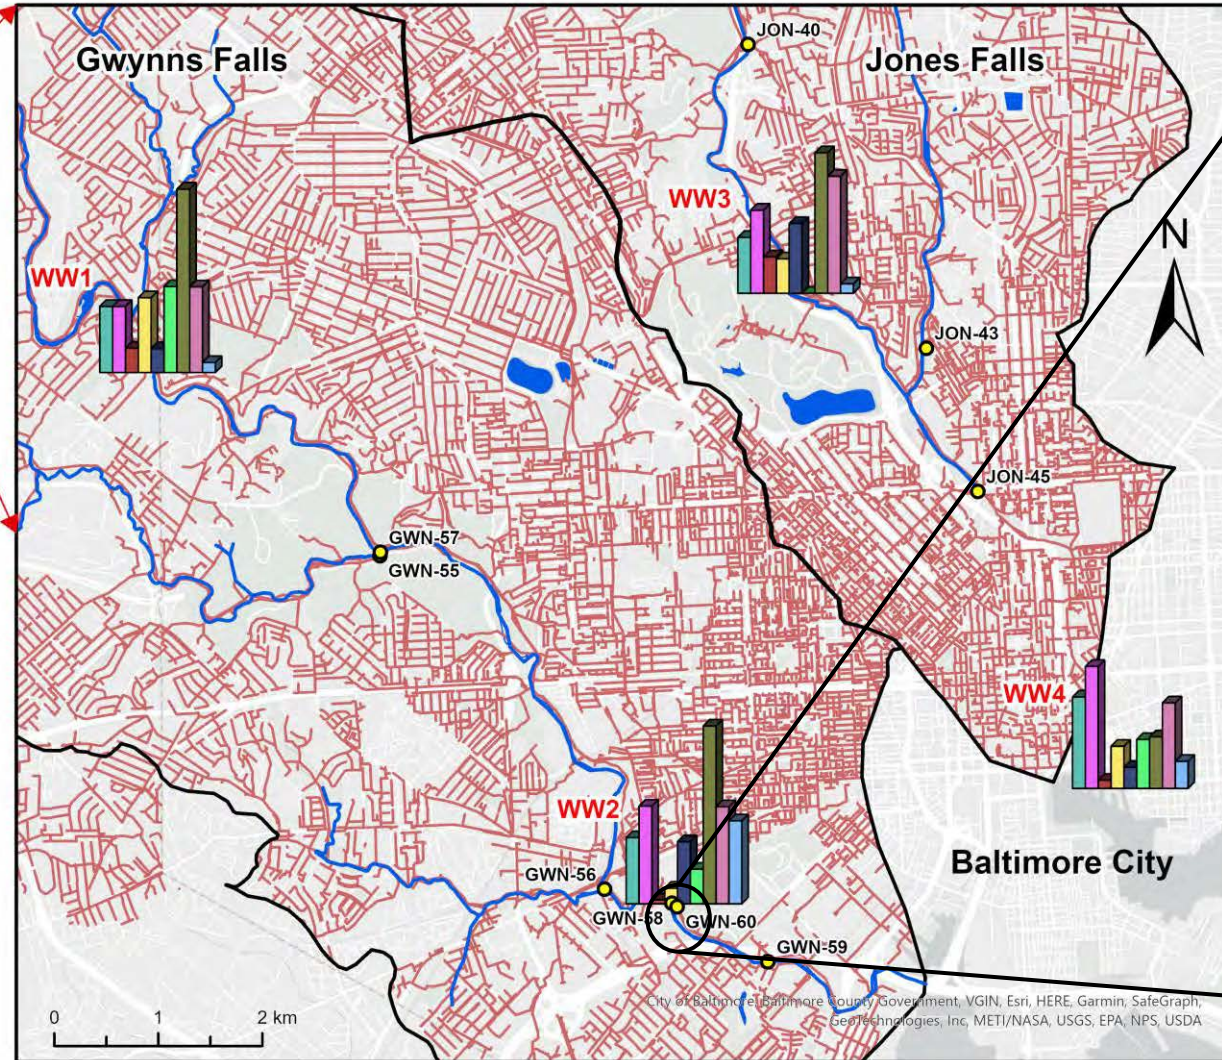 Gwynns Falls
JON-40
Jones Falls
WW3
N
WW1
JON-43
JON-45
GWN-57
GWN-55
WW4
WW2
Baltimore City
GWN-56
GWN-58
GWN-60
GWN-59
0 1 2 km
City of Baltimore, Baltimore County Government, VGIN, Esri, HERE, Garmin, SafeGraph,
GeoTechnologies, Inc, METI/NASA, USGS, EPA, NPS, USDA